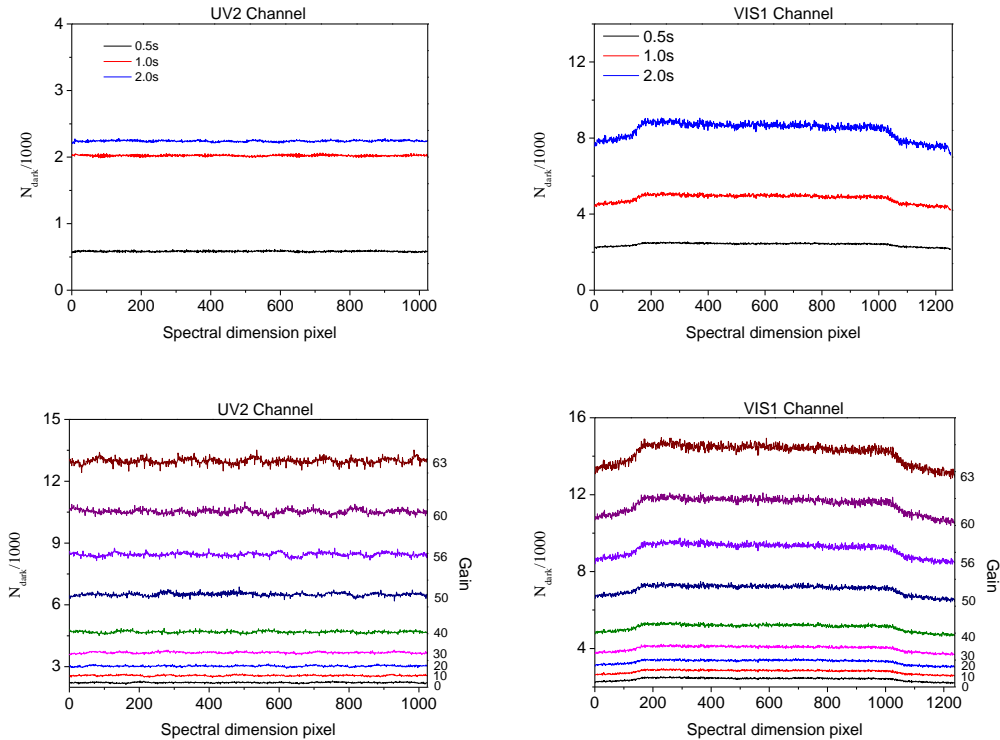 UV2 Channel
4
3
2
1
0
N_dark/1000
0.5s
1.0s
2.0s
0 200 400 600 800 1000
Spectral dimension pixel
VIS1 Channel
12
8
4
0
N_dark/1000
0.5s
1.0s
2.0s
0 200 400 600 800 1000 1200
Spectral dimension pixel
UV2 Channel
15
12
9
6
3
N_dark/1000
63
60
56
50
40
30
20
10
0
Gain
0 200 400 600 800 1000
Spectral dimension pixel
VIS1 Channel
16
12
8
4
N_dark/1000
63
60
56
50
40
30
20
10
0
Gain
0 200 400 600 800 1000 1200
Spectral dimension pixel